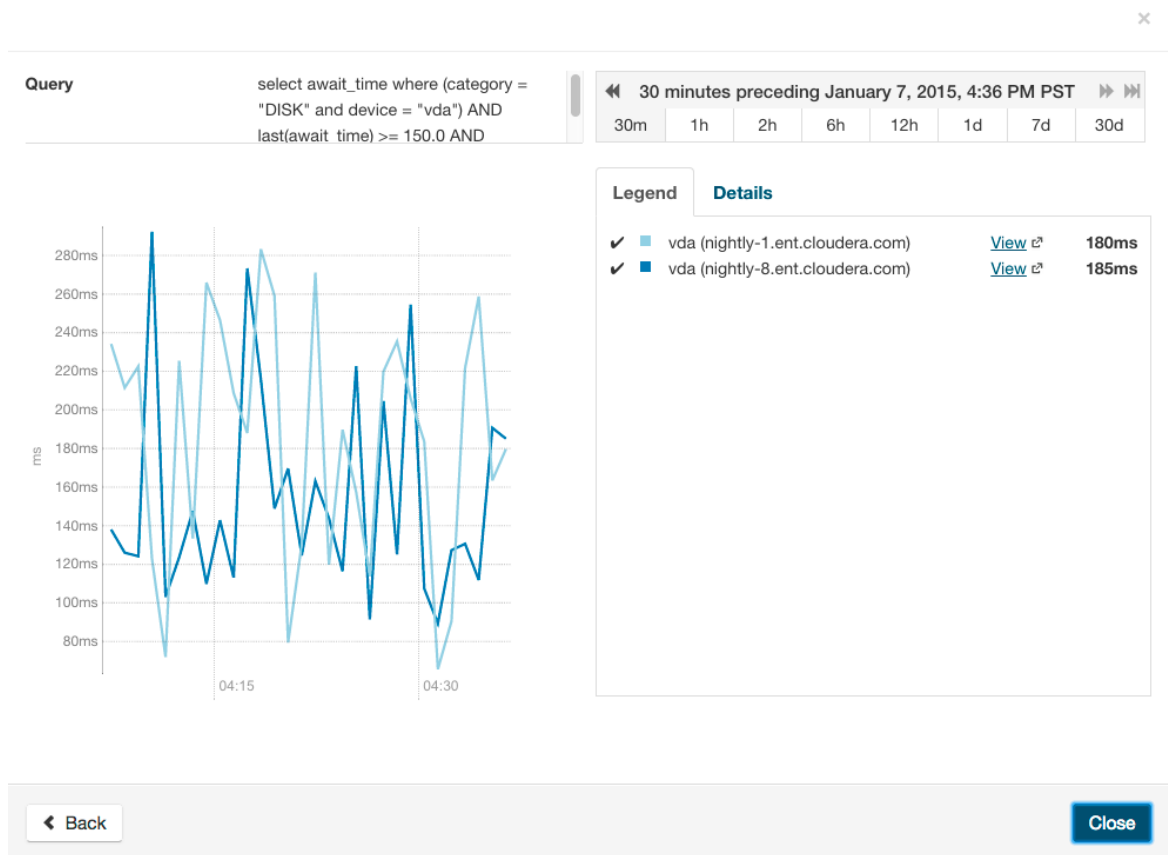 ×
Query
select await_time where (category =
"DISK" and device = "vda") AND
last(await_time) >= 150.0 AND
30 minutes preceding January 7, 2015, 4:36 PM PST
30m 1h 2h 6h 12h 1d 7d 30d
Legend Details
vda (nightly-1.ent.cloudera.com) View 180ms
vda (nightly-8.ent.cloudera.com) View 185ms
280ms
260ms
240ms
220ms
200ms
180ms
160ms
140ms
120ms
100ms
80ms
ms
04:15 04:30
Back Close